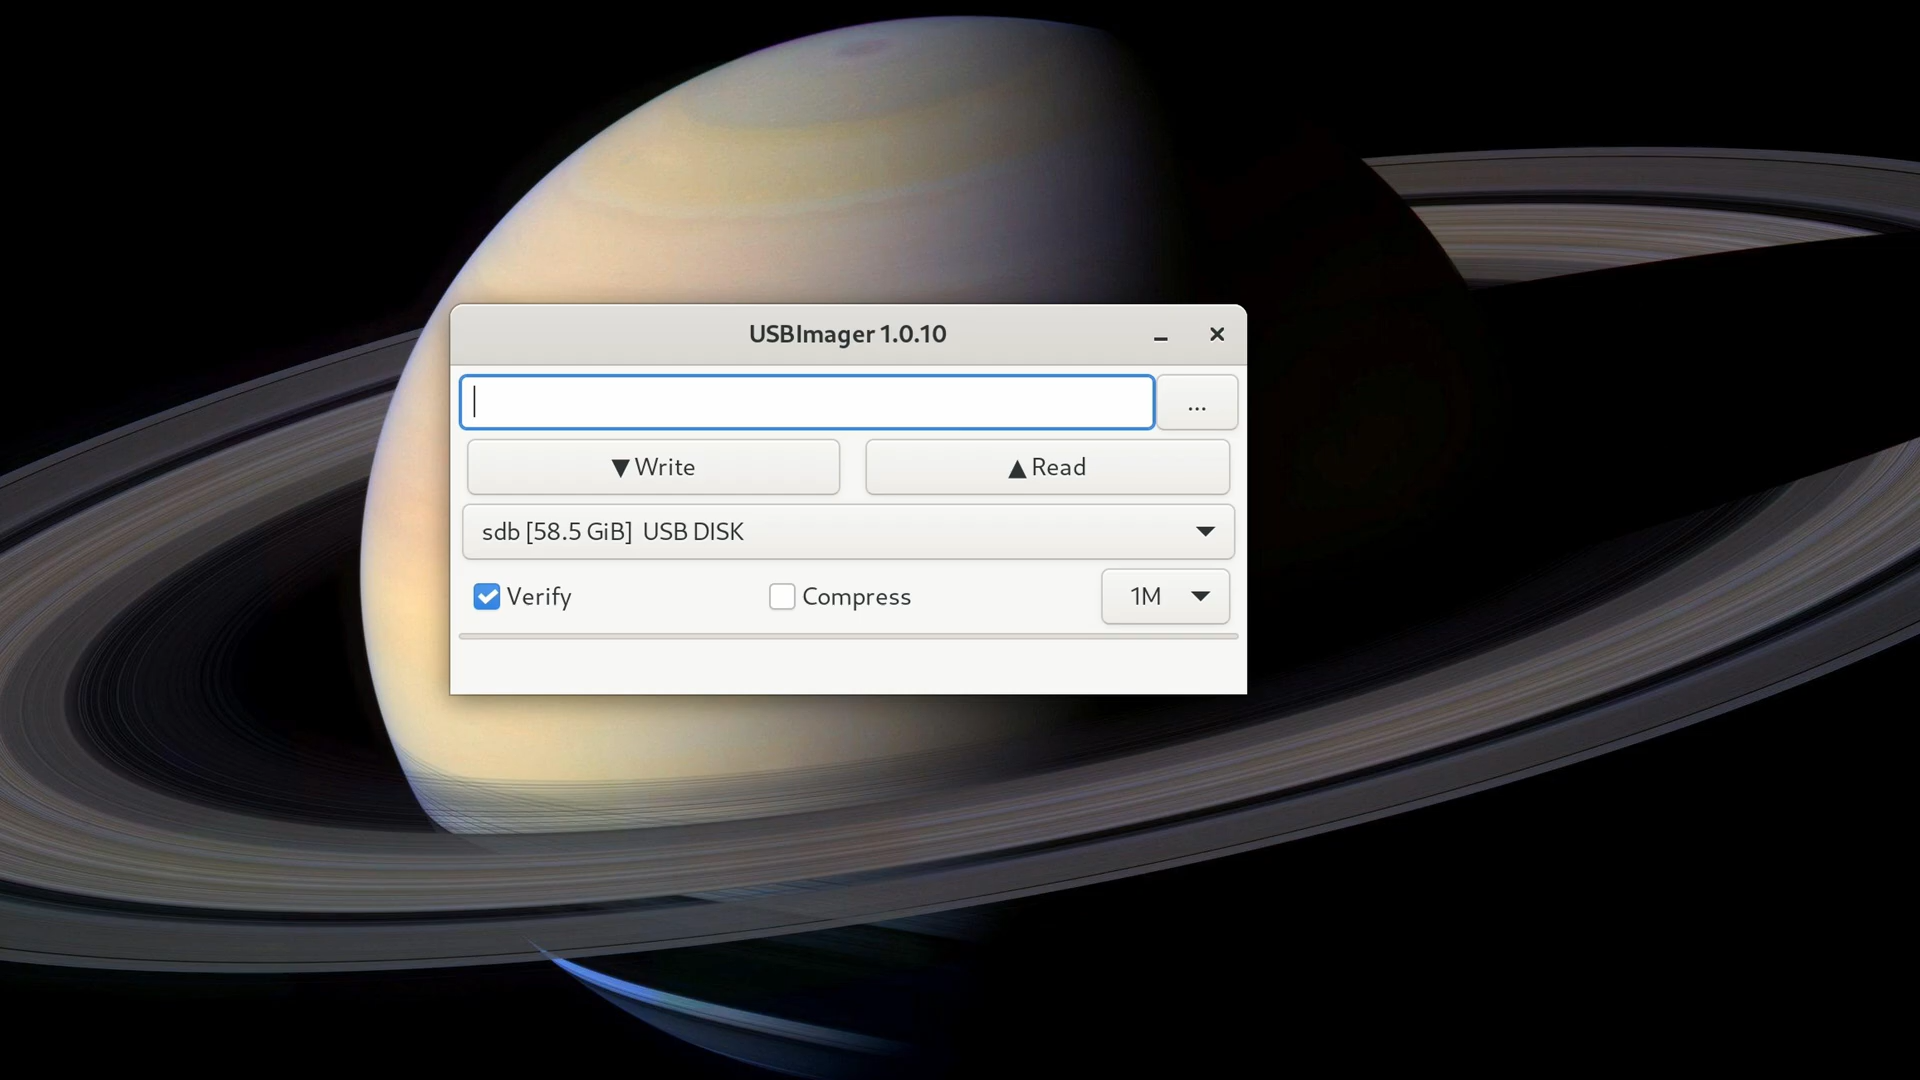 USBImager 1.0.10
...
▼Write ▲Read
sdb [58.5 GiB] USB DISK
Verify Compress 1M